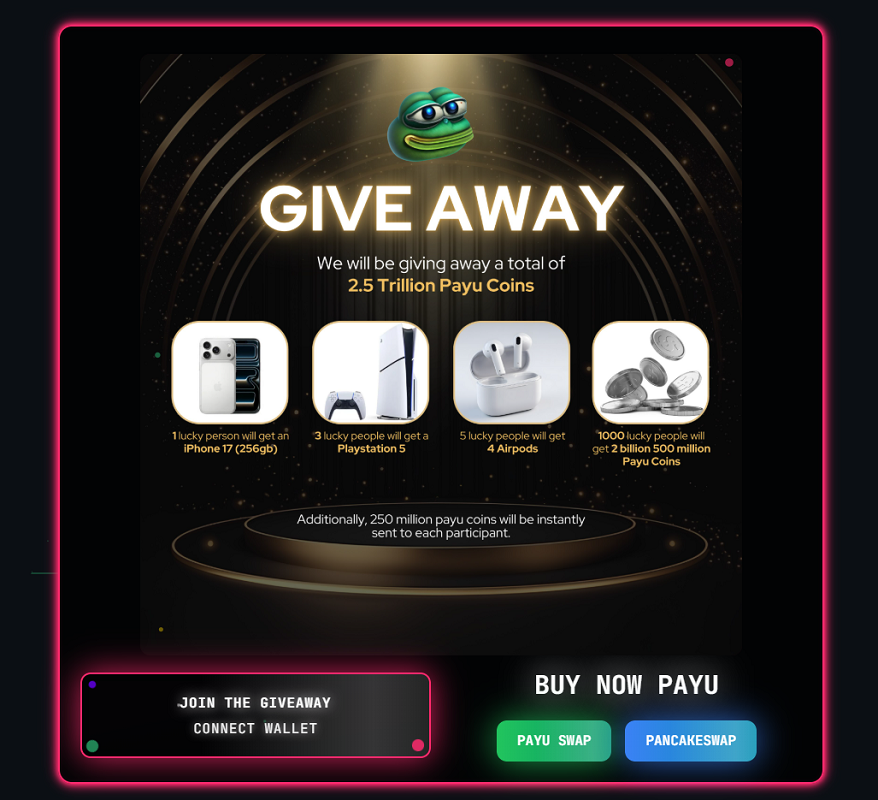 GIVE AWAY
We will be giving away a total of
2.5 Trillion Payu Coins
1 lucky person will get an
iPhone 17 (256gb)
3 lucky people will get a
Playstation 5
5 lucky people will get
4 Airpods
1000 lucky people will
get 2 billion 500 million
Payu Coins
Additionally, 250 million payu coins will be instantly
sent to each participant.
JOIN THE GIVEAWAY
CONNECT WALLET
BUY NOW PAYU
PAYU SWAP
PANCAKESWAP